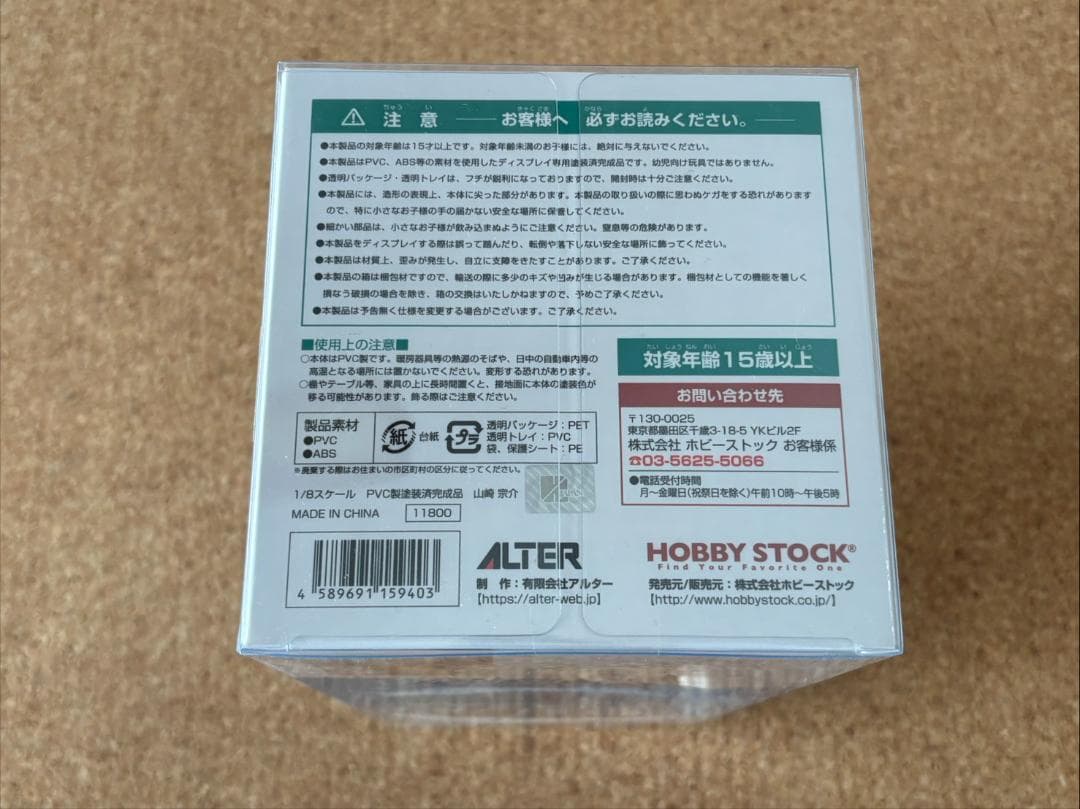 ⚠ 注意 ── お客様へ 必ずお読みください。──
●本製品の対象年齢は15才以上です。対象年齢未満のお子様には、絶対に与えないでください。
●本製品はPVC、ABS等の素材を使用したディスプレイ専用塗装済完成品です。幼児向け玩具ではありません。
●透明パッケージ・透明トレイは、フチが鋭利になっておりますので、開封時は十分ご注意ください。
●本製品には、造形の表現上、本体に尖った部分があります。本製品の取り扱いの際に思わぬケガをする恐れがあります
ので、特に小さなお子様の手の届かない安全な場所に保管してください。
●細かい部品は、小さなお子様が飲み込まぬようにご注意ください。窒息等の危険があります。
●本製品をディスプレイする際は誤って踏んだり、転倒や落下しない安全な場所に飾ってください。
●本製品は材質上、歪みが発生し、自立に支障をきたすことがあります。ご了承ください。
●本製品の箱は梱包材ですので、輸送の際に多少のキズや凹みが生じる場合があります。梱包材としての機能を著しく
損なう破損の場合を除き、箱の交換はいたしかねますので、予めご了承ください。
●本製品は予告無く仕様を変更する場合がございます。ご了承ください。
■使用上の注意■
○本体はPVC製です。暖房器具等の熱源のそばや、日中の自動車内等の
高温となる場所には置かないでください。変形する恐れがあります。
○棚やテーブル等、家具の上に長時間置くと、接地面に本体の塗装色が
移る可能性があります。飾る際はご注意ください。
製品素材
●PVC
●ABS
紙 台紙
プラ
透明パッケージ：PET
透明トレイ：PVC
袋、保護シート：PE
※廃棄する際はお住まいの市区町村の区分に従ってください。
1/8スケール PVC製塗装済完成品 山崎 宗介
MADE IN CHINA 11800
4 589691 159403
対象年齢15歳以上
お問い合わせ先
〒130-0025
東京都墨田区千歳3-18-5 YKビル2F
株式会社 ホビーストック お客様係
☎03-5625-5066
●電話受付時間
月〜金曜日(祝祭日を除く)午前10時〜午後5時
ALTER
制 作：有限会社アルター
【https://alter-web.jp】
HOBBY STOCK®
Find Your Favorite One
発売元/販売元：株式会社ホビーストック
【http://www.hobbystock.co.jp/】